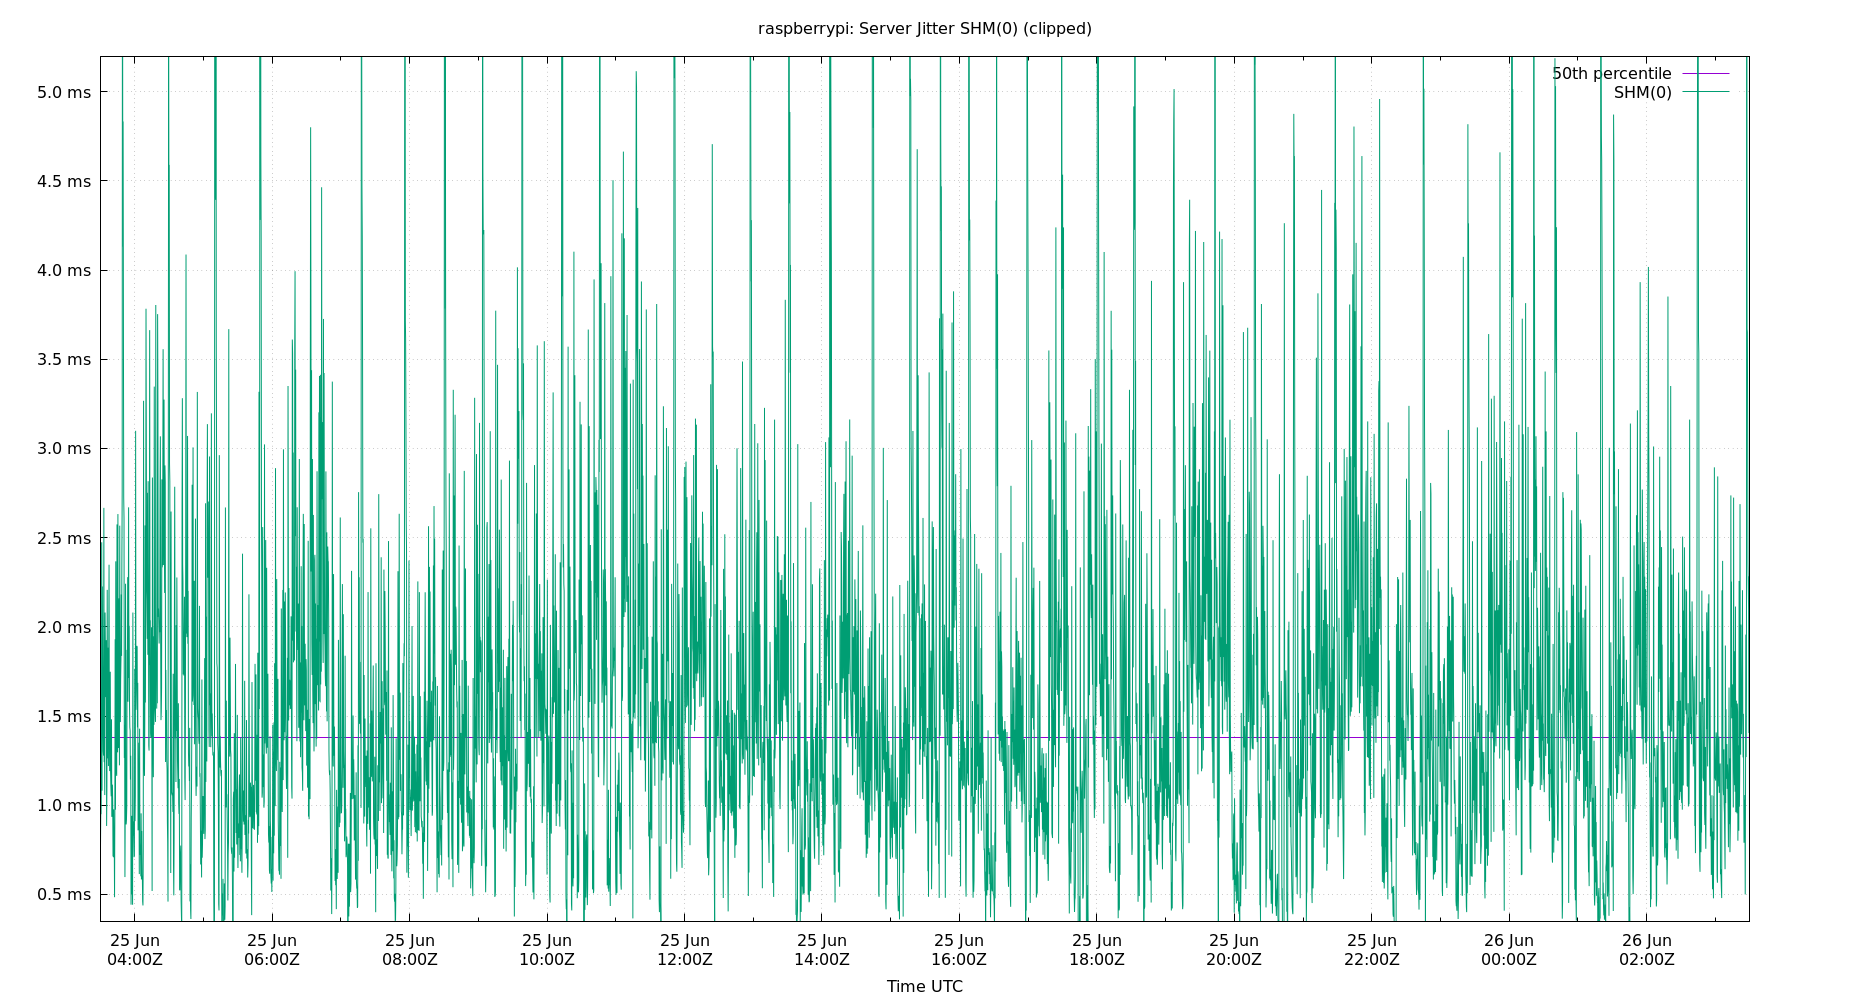 raspberrypi: Server Jitter SHM(0) (clipped)
50th percentile
SHM(0)
5.0 ms
4.5 ms
4.0 ms
3.5 ms
3.0 ms
2.5 ms
2.0 ms
1.5 ms
1.0 ms
0.5 ms
25 Jun 25 Jun 25 Jun 25 Jun 25 Jun 25 Jun 25 Jun 25 Jun 25 Jun 25 Jun 26 Jun 26 Jun
04:00Z 06:00Z 08:00Z 10:00Z 12:00Z 14:00Z 16:00Z 18:00Z 20:00Z 22:00Z 00:00Z 02:00Z
Time UTC